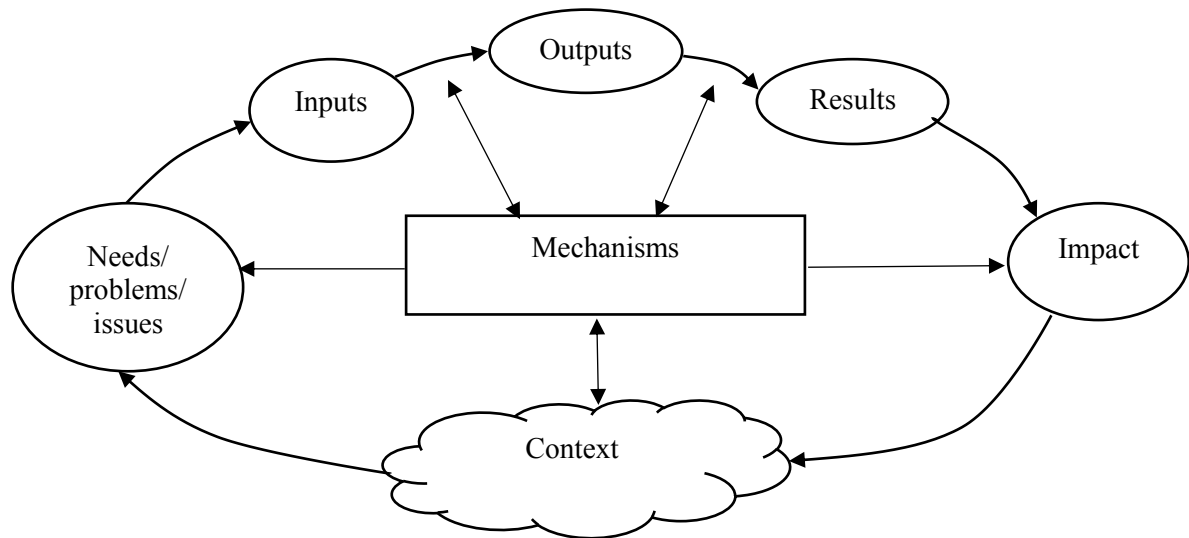 Outputs
Inputs
Results
Needs/
problems/
issues
Mechanisms
Impact
Context